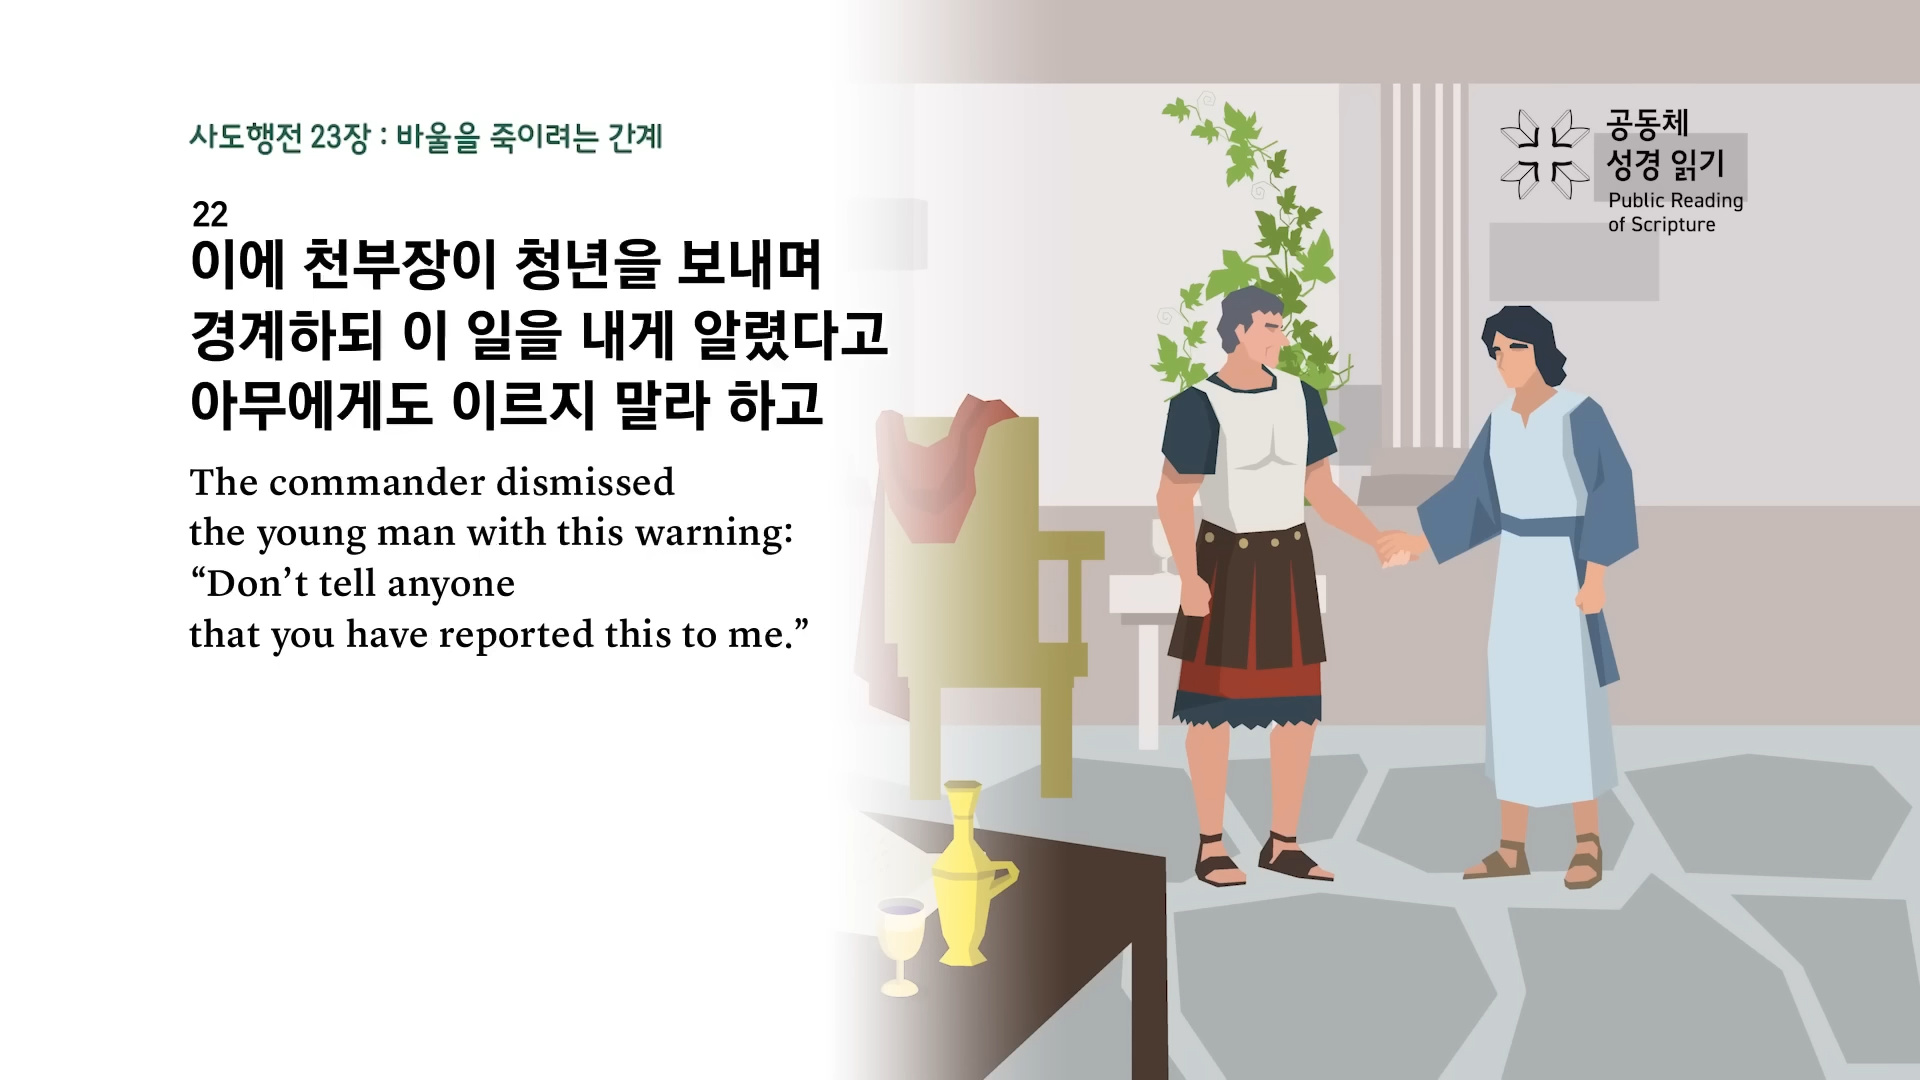 사도행전 23장 : 바울을 죽이려는 간계
22
이에 천부장이 청년을 보내며
경계하되 이 일을 내게 알렸다고
아무에게도 이르지 말라 하고
The commander dismissed
the young man with this warning:
“Don’t tell anyone
that you have reported this to me.”
공동체
성경 읽기
Public Reading
of Scripture